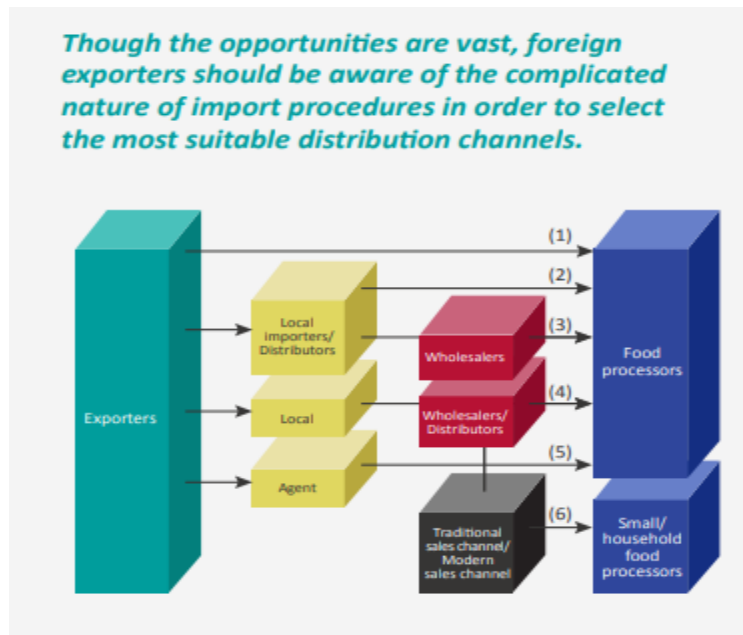 Though the opportunities are vast, foreign
exporters should be aware of the complicated
nature of import procedures in order to select
the most suitable distribution channels.
(1)
(2)
(3)
(4)
(5)
(6)
Exporters
Local
importers/
Distributors
Local
Agent
Wholesalers
Wholesalers/
Distributors
Traditional
sales channel/
Modern
sales channel
Food
processors
Small/
household
food
processors